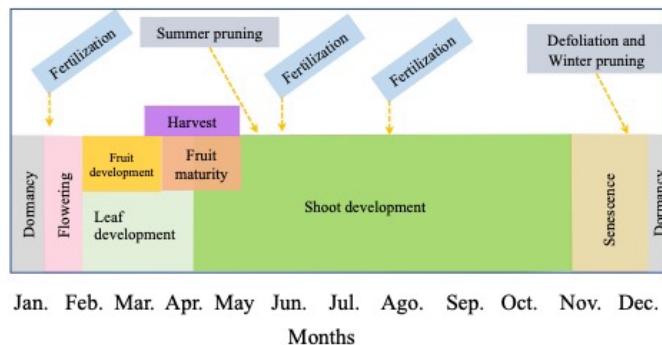 Fertilization
Summer pruning
Fertilization
Fertilization
Defoliation and
Winter pruning
Harvest
Dormancy
Flowering
Fruit
development
Fruit
maturity
Leaf
development
Shoot development
Senescence
Dormancy
Jan. Feb. Mar. Apr. May Jun. Jul. Ago. Sep. Oct. Nov. Dec.
Months